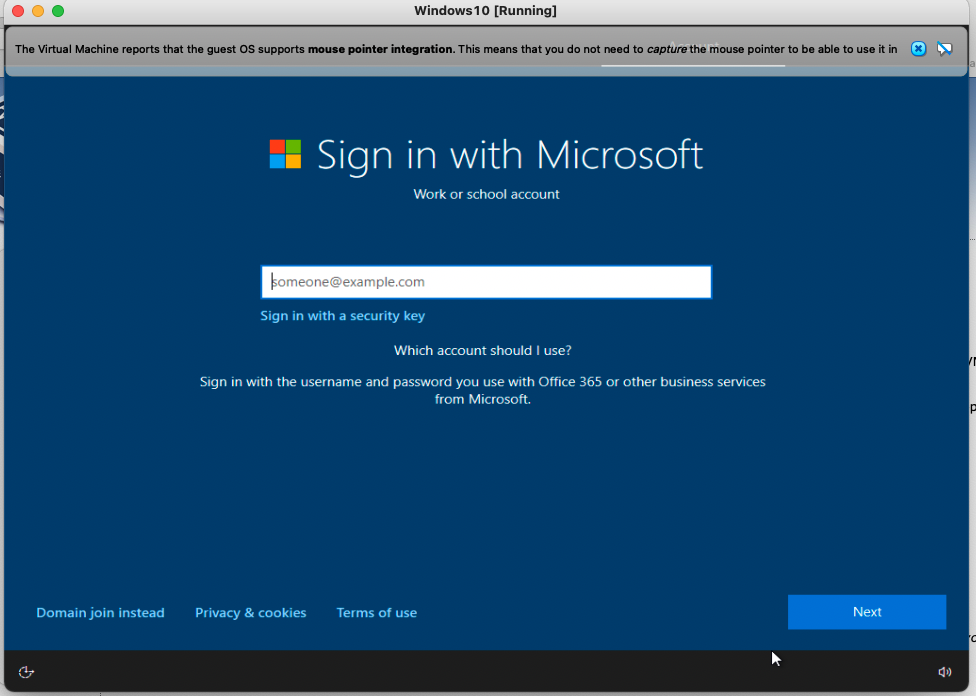 Windows10 [Running]
The Virtual Machine reports that the guest OS supports mouse pointer integration. This means that you do not need to capture the mouse pointer to be able to use it in
Sign in with Microsoft
Work or school account
someone@example.com
Sign in with a security key
Which account should I use?
Sign in with the username and password you use with Office 365 or other business services
from Microsoft.
Domain join instead
Privacy & cookies
Terms of use
Next